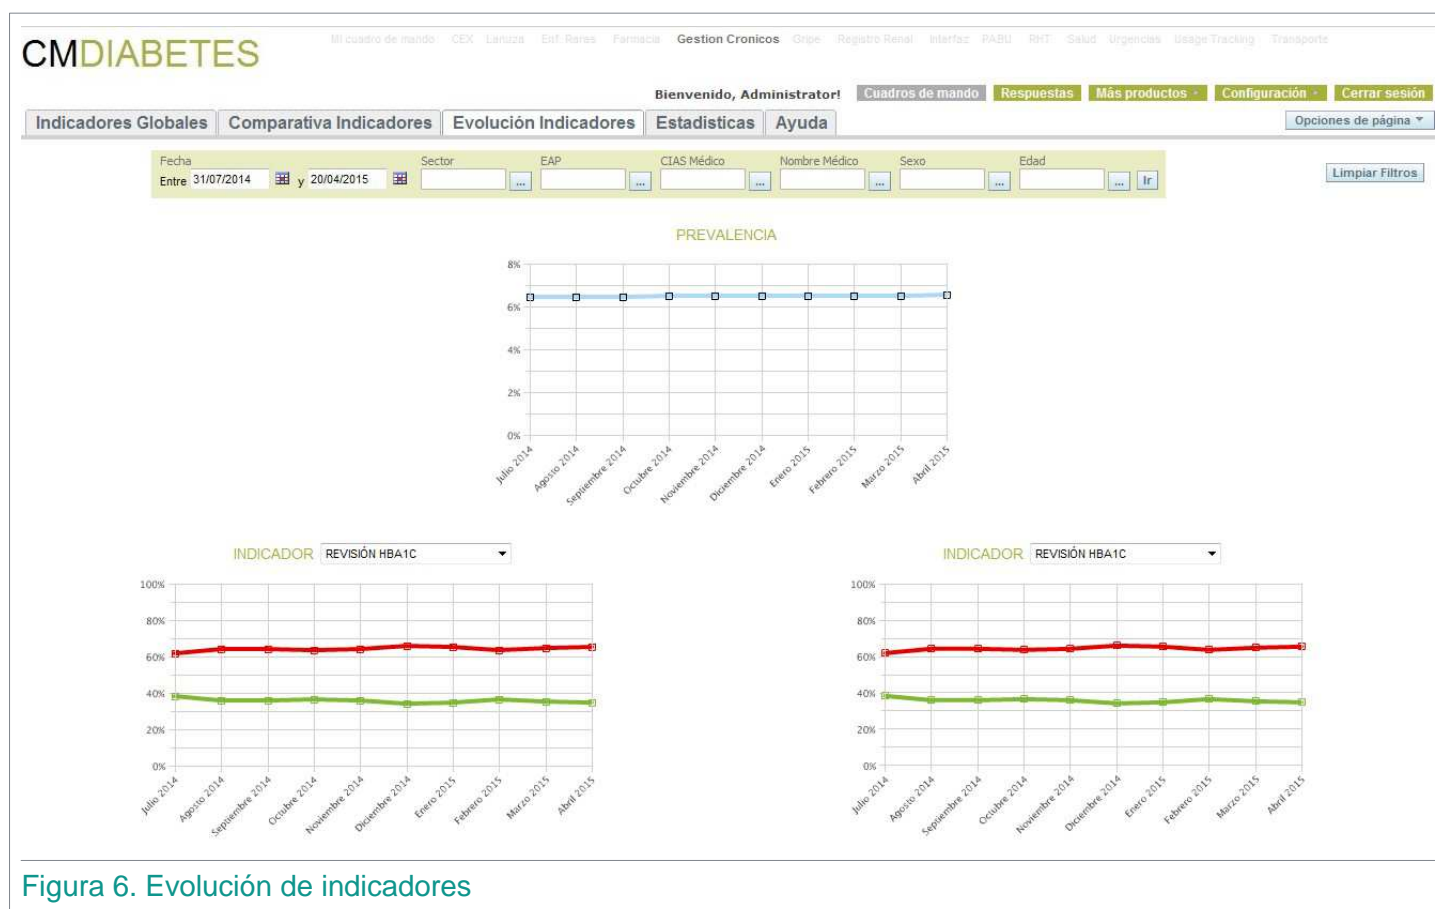 CMDIABETES
Mi cuadro de mando CEX Lanuza Enf. Raras Farmacia Gestion Cronicos Gripe Registro Renal Interfaz PABU RHT Salud Urgencias Usage Tracking Transporte
Bienvenido, Administrator! Cuadros de mando Respuestas Más productos Configuración Cerrar sesión
Indicadores Globales Comparativa Indicadores Evolución Indicadores Estadisticas Ayuda Opciones de página
Fecha Sector EAP CIAS Médico Nombre Médico Sexo Edad
Entre 31/07/2014 y 20/04/2015 ... ... ... ... ... ... Ir Limpiar Filtros
PREVALENCIA
8%
6%
4%
2%
0%
Julio 2014 Agosto 2014 Septiembre 2014 Octubre 2014 Noviembre 2014 Diciembre 2014 Enero 2015 Febrero 2015 Marzo 2015 Abril 2015
INDICADOR REVISIÓN HBA1C
100%
80%
60%
40%
20%
0%
Julio 2014 Agosto 2014 Septiembre 2014 Octubre 2014 Noviembre 2014 Diciembre 2014 Enero 2015 Febrero 2015 Marzo 2015 Abril 2015
INDICADOR REVISIÓN HBA1C
100%
80%
60%
40%
20%
0%
Julio 2014 Agosto 2014 Septiembre 2014 Octubre 2014 Noviembre 2014 Diciembre 2014 Enero 2015 Febrero 2015 Marzo 2015 Abril 2015
Figura 6. Evolución de indicadores